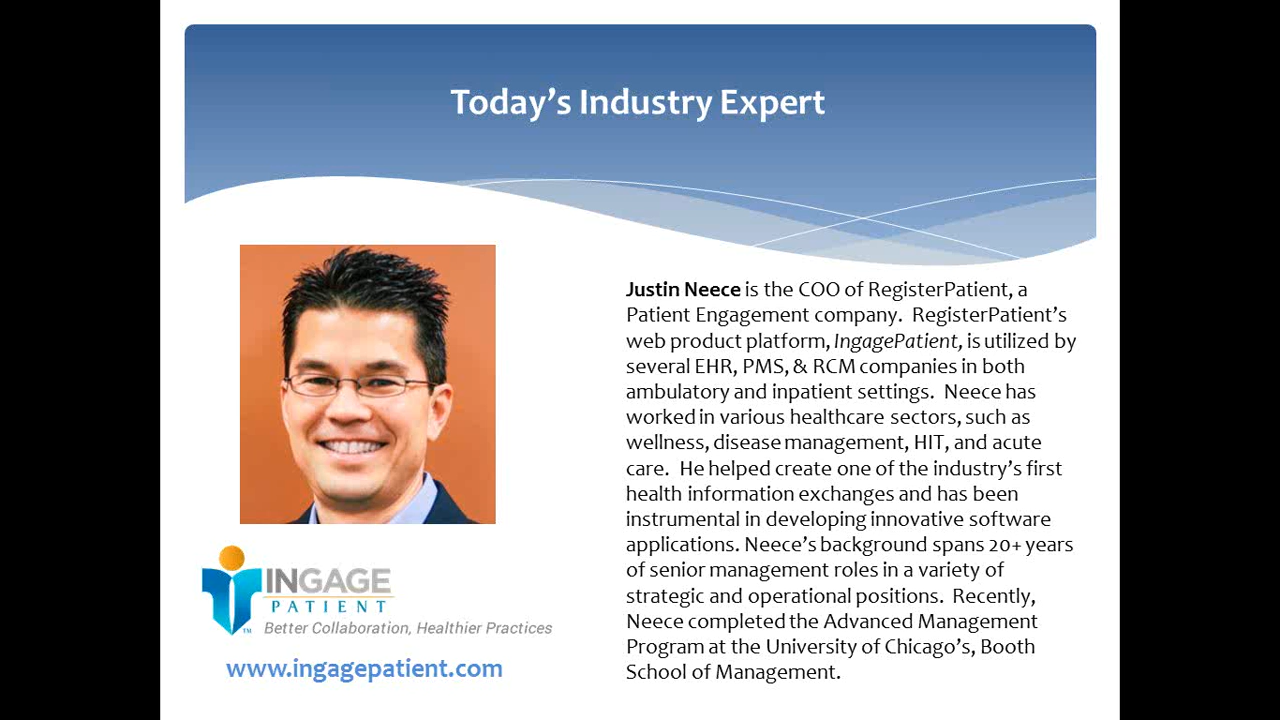 Today's Industry Expert
Justin Neece is the COO of RegisterPatient, a
Patient Engagement company.  RegisterPatient's
web product platform, IngagePatient, is utilized by
several EHR, PMS, & RCM companies in both
ambulatory and inpatient settings.  Neece has
worked in various healthcare sectors, such as
wellness, disease management, HIT, and acute
care.  He helped create one of the industry's first
health information exchanges and has been
instrumental in developing innovative software
applications. Neece's background spans 20+ years
of senior management roles in a variety of
strategic and operational positions.  Recently,
Neece completed the Advanced Management
Program at the University of Chicago's, Booth
School of Management.
INGAGE
PATIENT
TM
Better Collaboration, Healthier Practices
www.ingagepatient.com